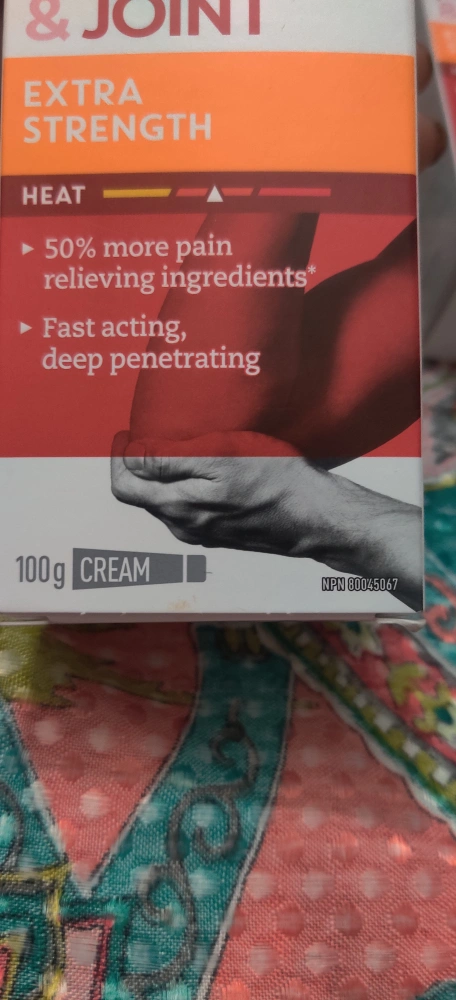 & JOINT
EXTRA
STRENGTH
HEAT
50% more pain
relieving ingredients*
Fast acting,
deep penetrating
100g CREAM
NPN 80045067